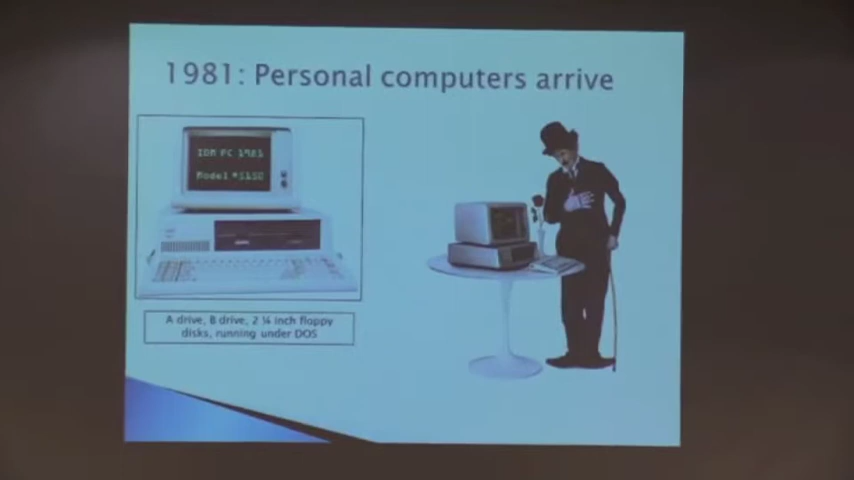 1981: Personal computers arrive
IBM PC 1981
Model #5150
A drive, B drive, 2 ¼ inch floppy
disks, running under DOS